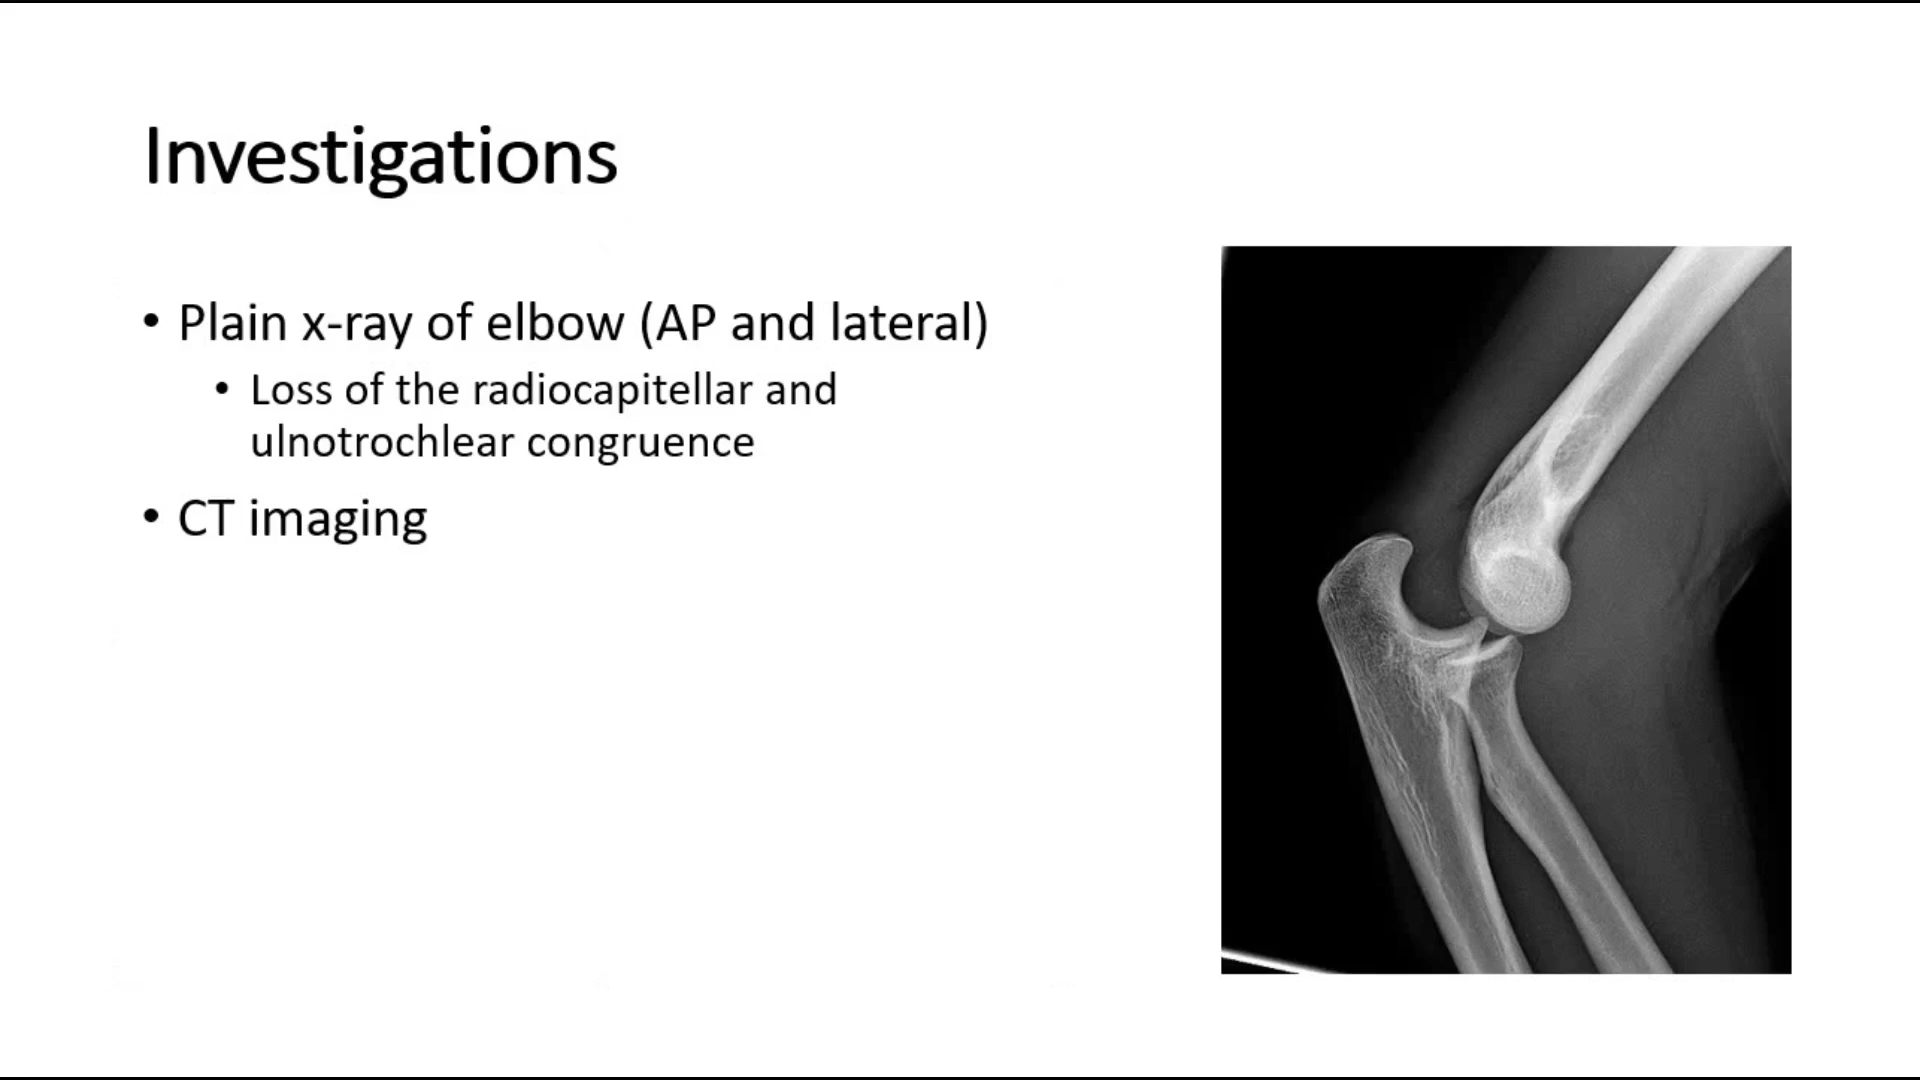 Investigations
• Plain x-ray of elbow (AP and lateral)
• Loss of the radiocapitellar and
ulnotrochlear congruence
• CT imaging